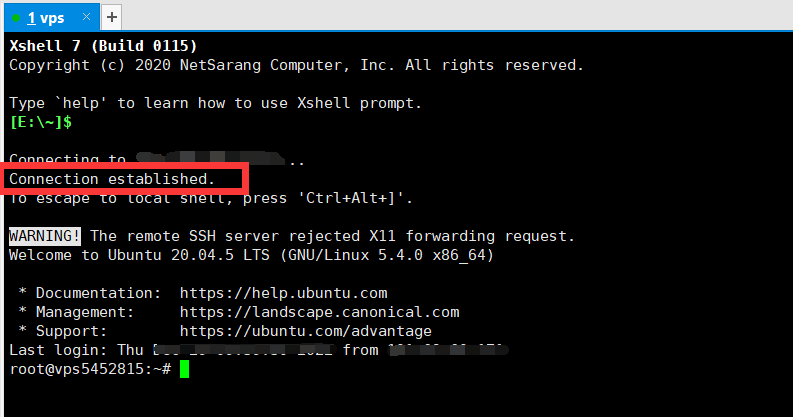 1 vps × +
Xshell 7 (Build 0115)
Copyright (c) 2020 NetSarang Computer, Inc. All rights reserved.
Type `help' to learn how to use Xshell prompt.
[E:\~]$
Connecting to ..
Connection established.
To escape to local shell, press 'Ctrl+Alt+]'.
WARNING! The remote SSH server rejected X11 forwarding request.
Welcome to Ubuntu 20.04.5 LTS (GNU/Linux 5.4.0 x86_64)
* Documentation:  https://help.ubuntu.com
* Management:     https://landscape.canonical.com
* Support:        https://ubuntu.com/advantage
Last login: Thu from
root@vps5452815:~#